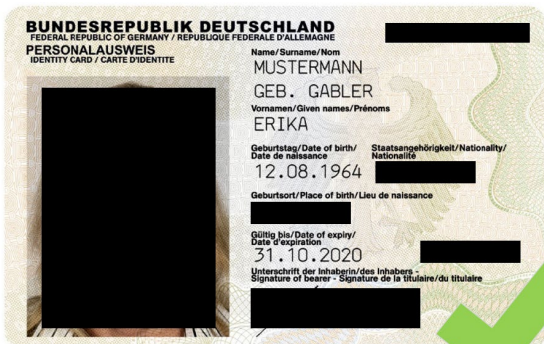 BUNDESREPUBLIK DEUTSCHLAND
FEDERAL REPUBLIC OF GERMANY / REPUBLIQUE FEDERALE D'ALLEMAGNE
PERSONALAUSWEIS
IDENTITY CARD / CARTE D'IDENTITE
Name/Surname/Nom
MUSTERMANN
GEB. GABLER
Vornamen/Given names/Prénoms
ERIKA
Geburtstag/Date of birth/ Staatsangehörigkeit/Nationality/
Date de naissance Nationalité
12.08.1964
Geburtsort/Place of birth/Lieu de naissance
Gültig bis/Date of expiry/
Date d'expiration
31.10.2020
Unterschrift der Inhaberin/des Inhabers -
Signature of bearer - Signature de la titulaire/du titulaire